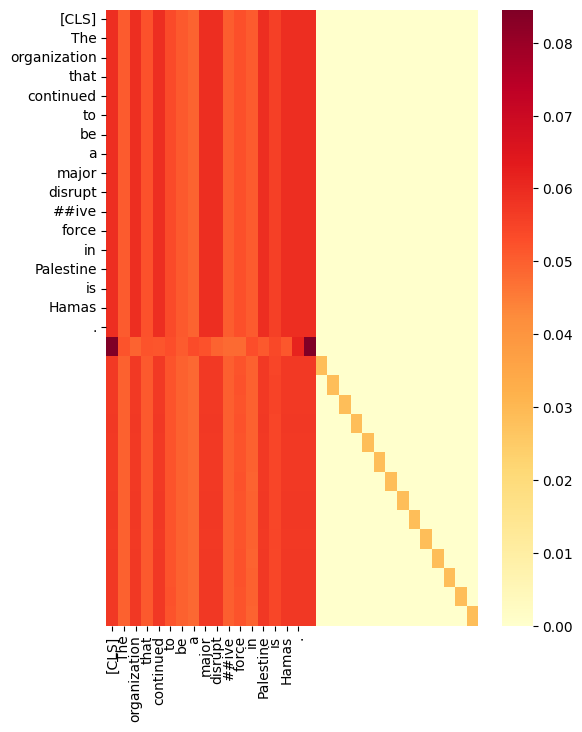 [CLS]
The
organization
that
continued
to
be
a
major
disrupt
##ive
force
in
Palestine
is
Hamas
.
0.08
0.07
0.06
0.05
0.04
0.03
0.02
0.01
0.00
[CLS]
The
organization
that
continued
to
be
a
major
disrupt
##ive
force
in
Palestine
is
Hamas
.